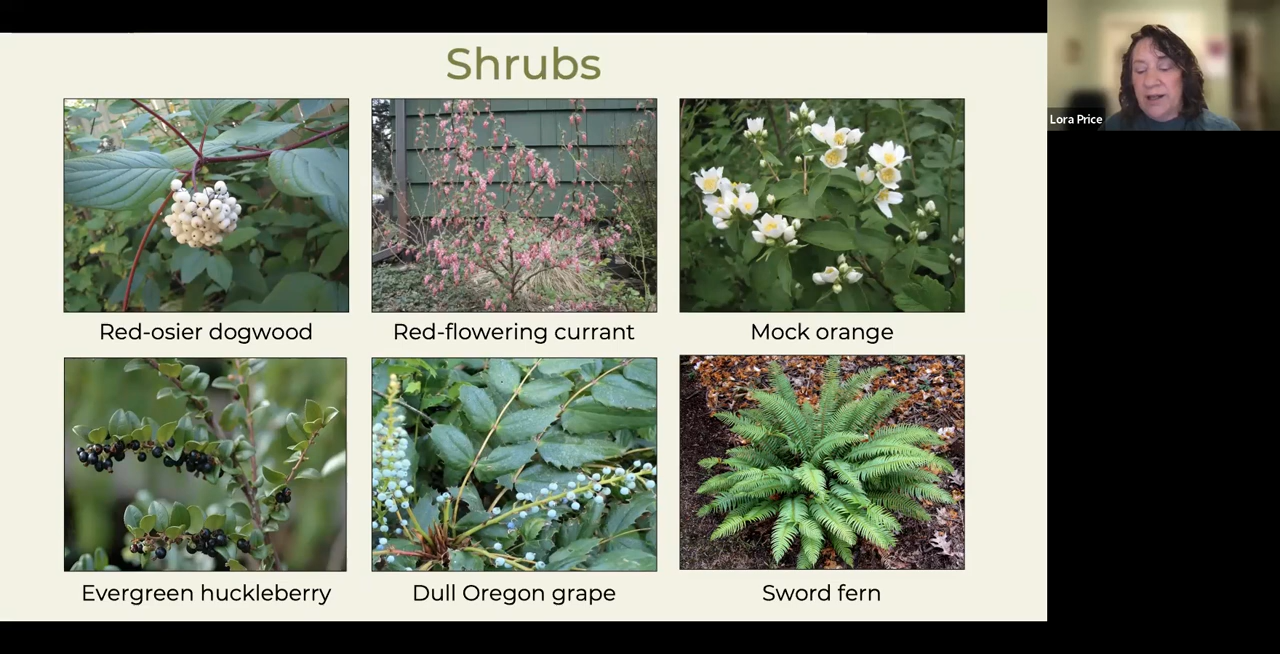 Shrubs
Lora Price
Red-osier dogwood
Red-flowering currant
Mock orange
Evergreen huckleberry
Dull Oregon grape
Sword fern